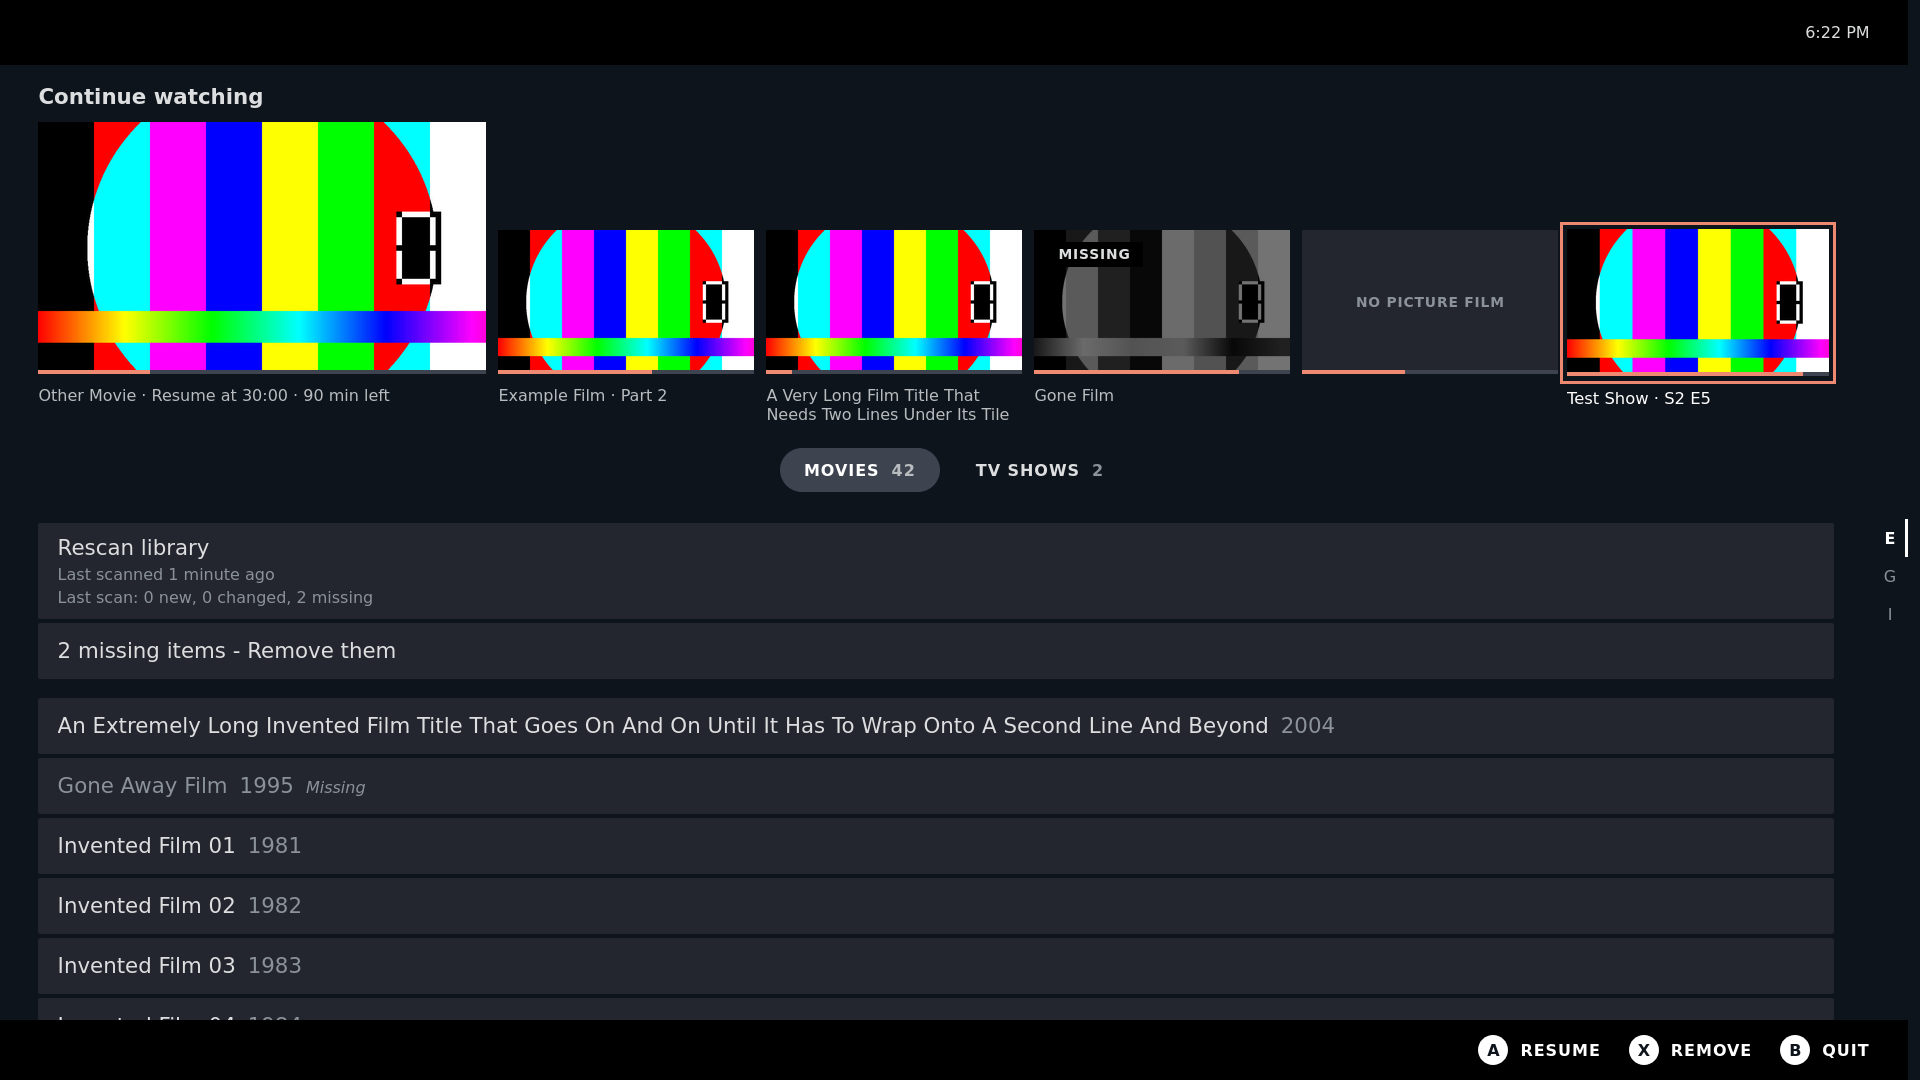 6:22 PM
Continue watching
MISSING
NO PICTURE FILM
Other Movie · Resume at 30:00 · 90 min left
Example Film · Part 2
A Very Long Film Title That
Needs Two Lines Under Its Tile
Gone Film
Test Show · S2 E5
MOVIES 42
TV SHOWS 2
Rescan library
Last scanned 1 minute ago
Last scan: 0 new, 0 changed, 2 missing
2 missing items - Remove them
An Extremely Long Invented Film Title That Goes On And On Until It Has To Wrap Onto A Second Line And Beyond 2004
Gone Away Film 1995 Missing
Invented Film 01 1981
Invented Film 02 1982
Invented Film 03 1983
Invented Film 04 1984
E
G
I
A RESUME
X REMOVE
B QUIT